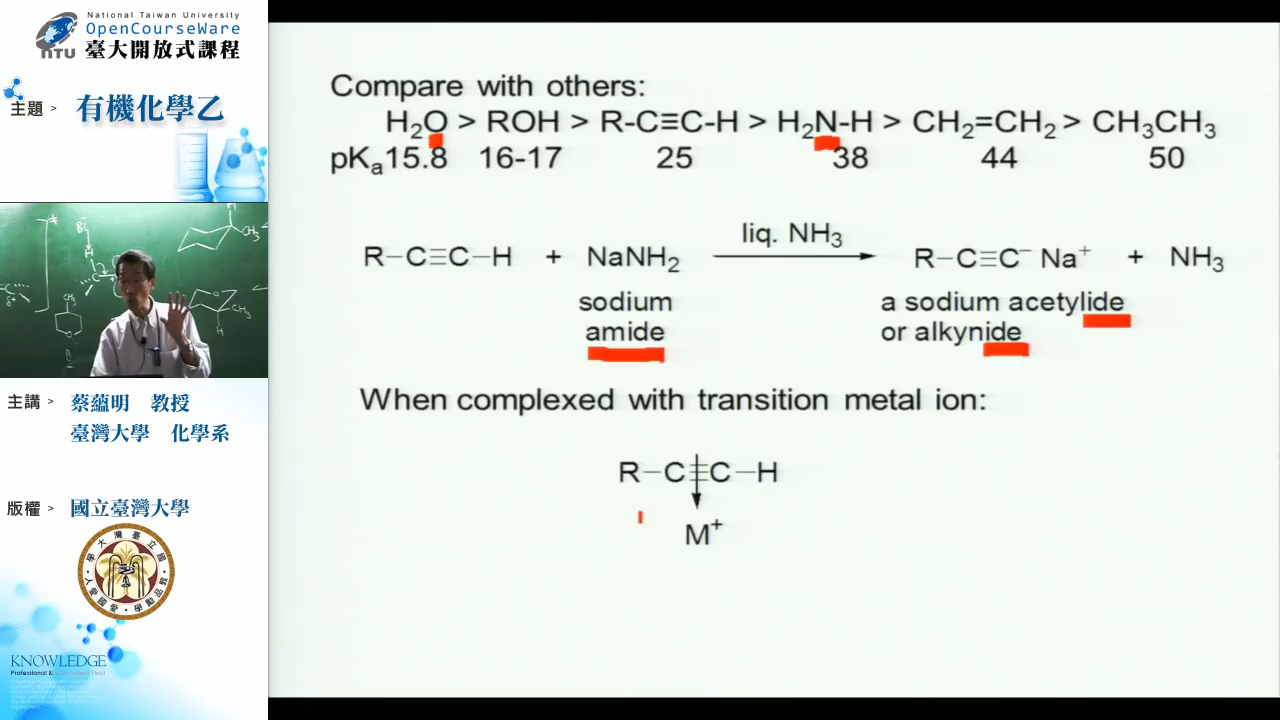 National Taiwan University
OpenCourseWare
NTU 臺大開放式課程
主題 > 有機化學乙
主講 > 蔡蘊明 教授
臺灣大學 化學系
版權 > 國立臺灣大學
KNOWLEDGE
Compare with others:
H₂O > ROH > R-C≡C-H > H₂N-H > CH₂=CH₂ > CH₃CH₃
pKₐ15.8 16-17 25 38 44 50
liq. NH₃
R−C≡C−H + NaNH₂ R−C≡C⁻ Na⁺ + NH₃
sodium a sodium acetylide
amide or alkynide
When complexed with transition metal ion:
R−C≡C−H
M⁺